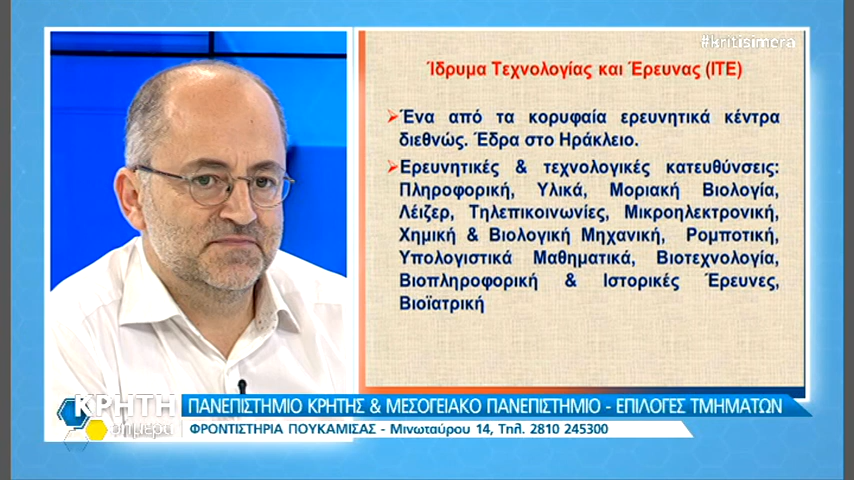 #kritisimera
Ίδρυμα Τεχνολογίας και Έρευνας (ΙΤΕ)
Ένα από τα κορυφαία ερευνητικά κέντρα
διεθνώς. Έδρα στο Ηράκλειο.
Ερευνητικές & τεχνολογικές κατευθύνσεις:
Πληροφορική, Υλικά, Μοριακή Βιολογία,
Λέιζερ, Τηλεπικοινωνίες, Μικροηλεκτρονική,
Χημική & Βιολογική Μηχανική, Ρομποτική,
Υπολογιστικά Μαθηματικά, Βιοτεχνολογία,
Βιοπληροφορική & Ιστορικές Έρευνες,
Βιοϊατρική
ΚΡΗΤΗ
σήμερα
ΠΑΝΕΠΙΣΤΗΜΙΟ ΚΡΗΤΗΣ & ΜΕΣΟΓΕΙΑΚΟ ΠΑΝΕΠΙΣΤΗΜΙΟ - ΕΠΙΛΟΓΕΣ ΤΜΗΜΑΤΩΝ
ΦΡΟΝΤΙΣΤΗΡΙΑ ΠΟΥΚΑΜΙΣΑΣ - Μινωταύρου 14, Τηλ. 2810 245300